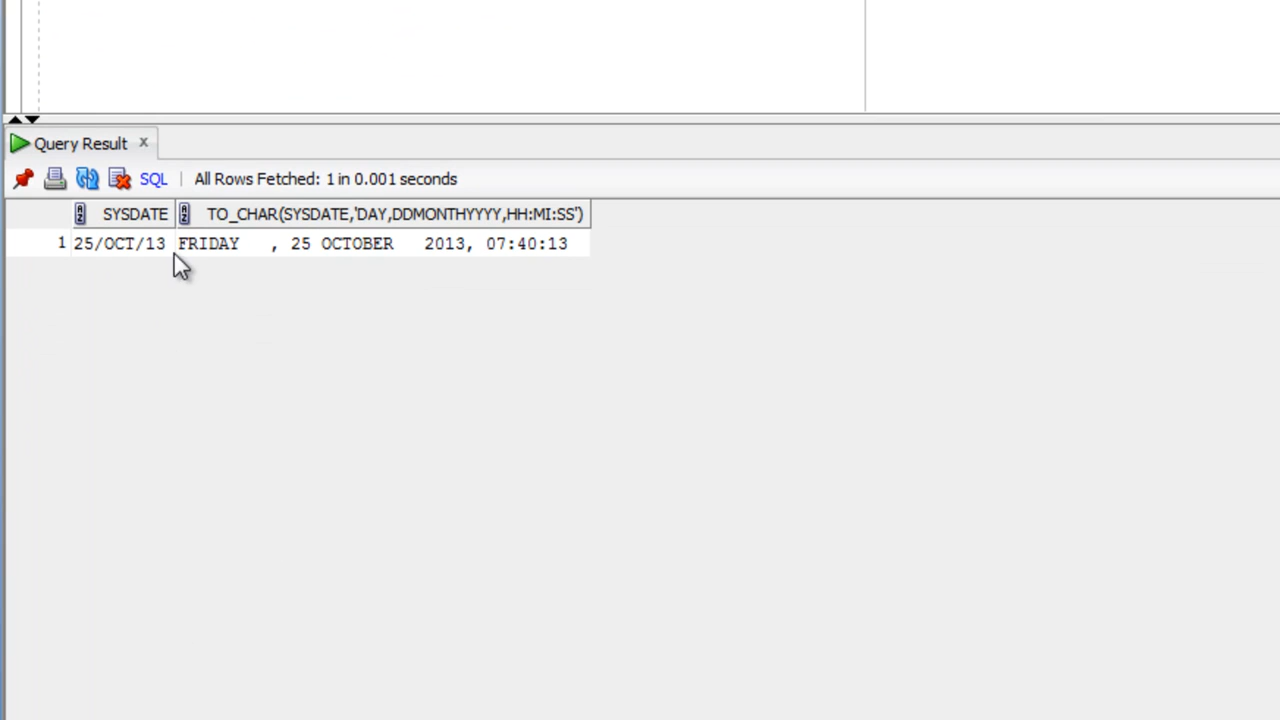 Query Result x
SQL | All Rows Fetched: 1 in 0.001 seconds
SYSDATE TO_CHAR(SYSDATE,'DAY,DDMONTHYYYY,HH:MI:SS')
1 25/OCT/13 FRIDAY   , 25 OCTOBER   2013, 07:40:13